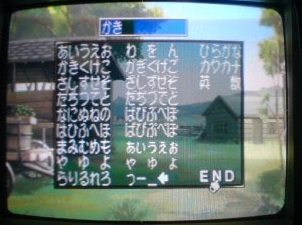 かき
あいうえお わをん ひらがな
かきくけこ がぎぐげご カタカナ
さしすせそ ざじずぜぞ 英数
たちつてと だぢづでど
なにぬねの ばびぶべぼ
はひふへほ ぱぴぷぺぽ
まみむめも ぁぃぅぇぉ
やゆよ ゃゅょ
らりるれろ っー_← END